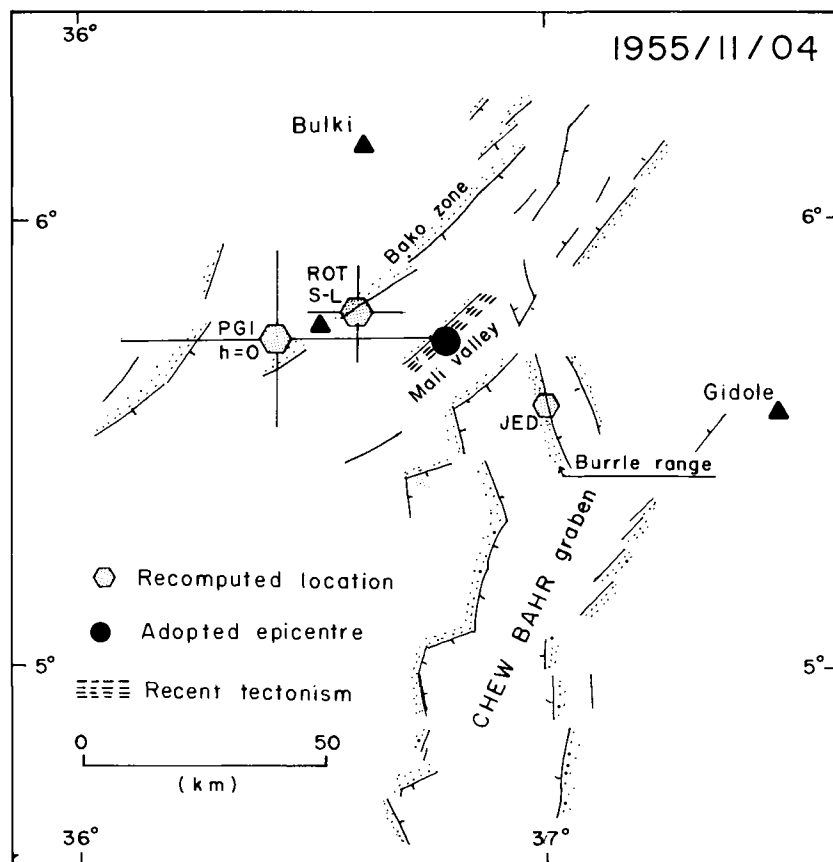 36°
1955/11/04
Bulki
6°
6°
Bako zone
ROT
S-L
PGI
h=0
Mali valley
Gidole
JED
Burrle range
CHEW BAHR graben
Recomputed location
Adopted epicentre
5°
5°
Recent tectonism
0
50
(km)
36°
37°